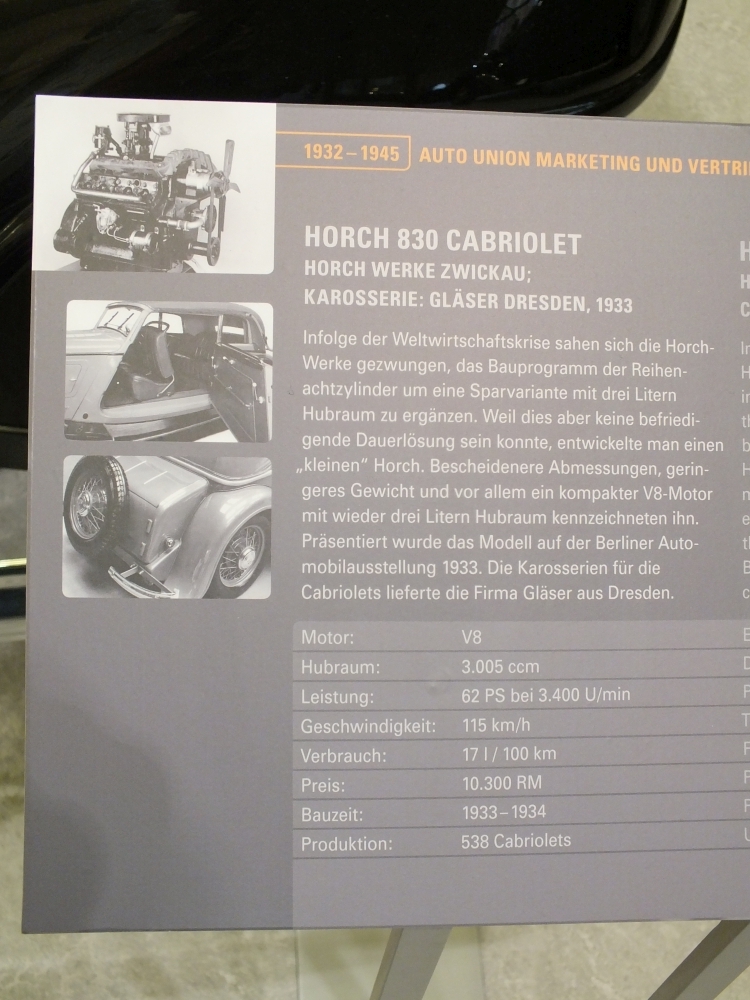 1932 – 1945 AUTO UNION MARKETING UND
HORCH 830 CABRIOLET
HORCH WERKE ZWICKAU;
KAROSSERIE: GLÄSER DRESDEN, 1933
Infolge der Weltwirtschaftskrise sahen sich die Horch-
Werke gezwungen, das Bauprogramm der Reihen-
achtzylinder um eine Sparvariante mit drei Litern
Hubraum zu ergänzen. Weil dies aber keine befriedi-
gende Dauerlösung sein konnte, entwickelte man einen
„kleinen“ Horch. Bescheidenere Abmessungen, gerin-
geres Gewicht und vor allem ein kompakter V8-Motor
mit wieder drei Litern Hubraum kennzeichneten ihn.
Präsentiert wurde das Modell auf der Berliner Auto-
mobilausstellung 1933. Die Karosserien für die
Cabriolets lieferte die Firma Gläser aus Dresden.
Motor: V8
Hubraum: 3.005 ccm
Leistung: 62 PS bei 3.400 U/min
Geschwindigkeit: 115 km/h
Verbrauch: 17 l / 100 km
Preis: 10.300 RM
Bauzeit: 1933 – 1934
Produktion: 538 Cabriolets